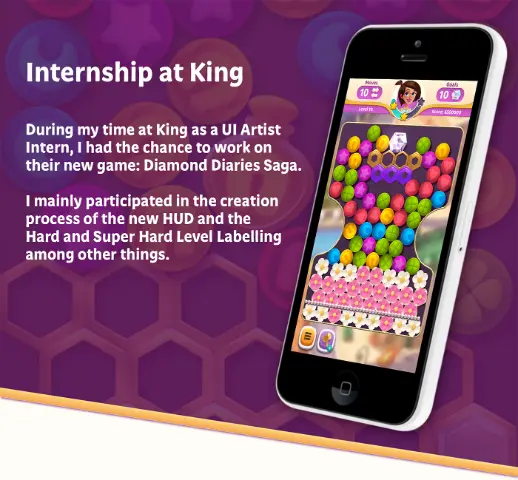 Internship at King
During my time at King as a UI Artist
Intern, I had the chance to work on
their new game: Diamond Diaries Saga.
I mainly participated in the creation
process of the new HUD and the
Hard and Super Hard Level Labelling
among other things.
Moves
Goals
10
10